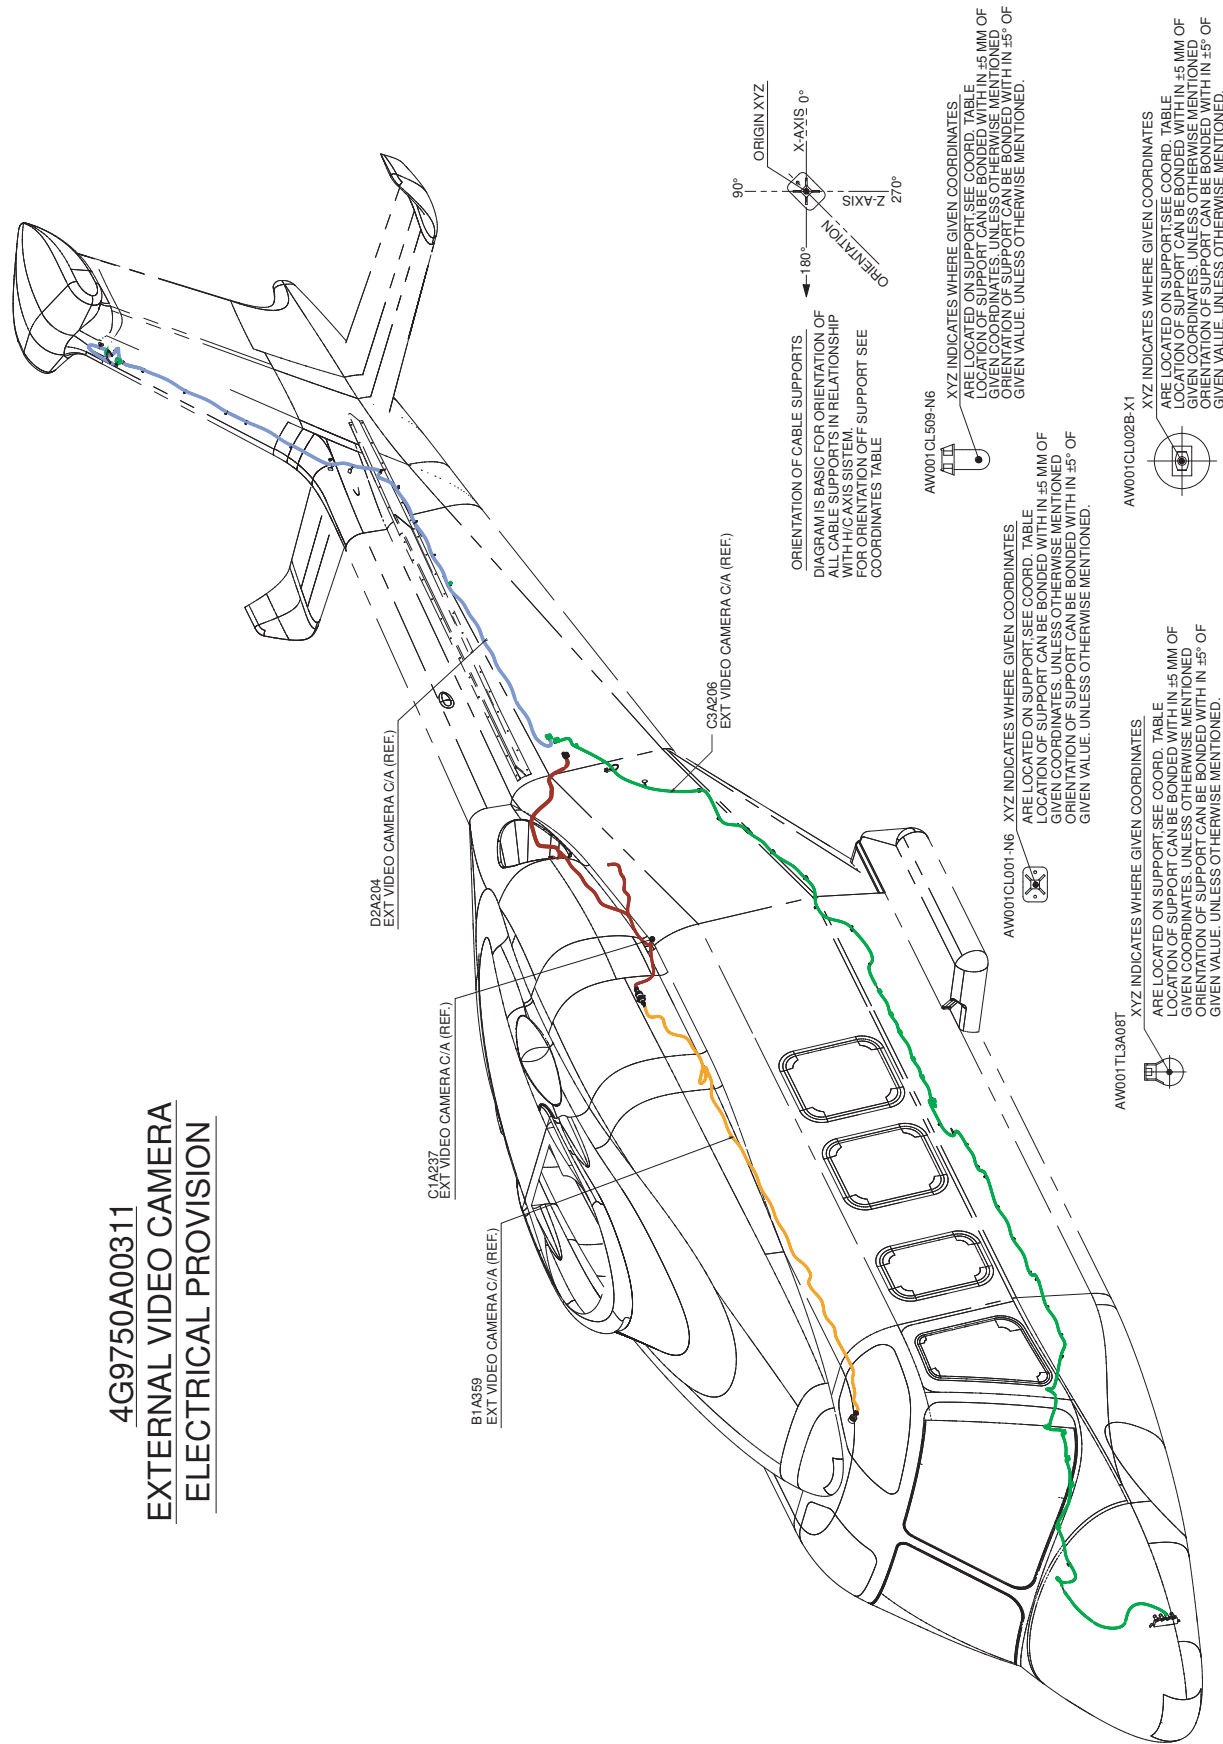 4G9750A00311
EXTERNAL VIDEO CAMERA
ELECTRICAL PROVISION
B1A359
EXT VIDEO CAMERA C/A (REF.)
C1A237
EXT VIDEO CAMERA C/A (REF.)
D2A204
EXT VIDEO CAMERA C/A (REF.)
C3A206
EXT VIDEO CAMERA C/A (REF.)
ORIENTATION OF CABLE SUPPORTS
DIAGRAM IS BASIC FOR ORIENTATION OF
ALL CABLE SUPPORTS IN RELATIONSHIP
WITH H/C AXIS SISTEM.
FOR ORIENTATION OFF SUPPORT SEE
COORDINATES TABLE
ORIGIN XYZ
90°
X-AXIS 0°
180°
Z-AXIS
270°
ORIENTATION
AW001CL509-N6
XYZ INDICATES WHERE GIVEN COORDINATES
ARE LOCATED ON SUPPORT,SEE COORD. TABLE
LOCATION OF SUPPORT CAN BE BONDED WITH IN ±5 MM OF
GIVEN COORDINATES. UNLESS OTHERWISE MENTIONED
ORIENTATION OF SUPPORT CAN BE BONDED WITH IN ±5° OF
GIVEN VALUE. UNLESS OTHERWISE MENTIONED.
AW001CL001-N6
XYZ INDICATES WHERE GIVEN COORDINATES
ARE LOCATED ON SUPPORT,SEE COORD. TABLE
LOCATION OF SUPPORT CAN BE BONDED WITH IN ±5 MM OF
GIVEN COORDINATES. UNLESS OTHERWISE MENTIONED
ORIENTATION OF SUPPORT CAN BE BONDED WITH IN ±5° OF
GIVEN VALUE. UNLESS OTHERWISE MENTIONED.
AW001TL3A08T
XYZ INDICATES WHERE GIVEN COORDINATES
ARE LOCATED ON SUPPORT,SEE COORD. TABLE
LOCATION OF SUPPORT CAN BE BONDED WITH IN ±5 MM OF
GIVEN COORDINATES. UNLESS OTHERWISE MENTIONED
ORIENTATION OF SUPPORT CAN BE BONDED WITH IN ±5° OF
GIVEN VALUE. UNLESS OTHERWISE MENTIONED.
AW001CL002B-X1
XYZ INDICATES WHERE GIVEN COORDINATES
ARE LOCATED ON SUPPORT,SEE COORD. TABLE
LOCATION OF SUPPORT CAN BE BONDED WITH IN ±5 MM OF
GIVEN COORDINATES. UNLESS OTHERWISE MENTIONED
ORIENTATION OF SUPPORT CAN BE BONDED WITH IN ±5° OF
GIVEN VALUE. UNLESS OTHERWISE MENTIONED.